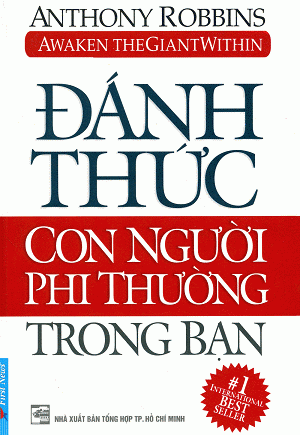 ANTHONY ROBBINS
AWAKEN THEGIANTWITHIN
ĐÁNH
THỨC
CON NGƯỜI
PHI THƯỜNG
TRONG BẠN
#1
INTERNATIONAL
BEST
SELLER
First News
NHÀ XUẤT BẢN TỔNG HỢP TP. HỒ CHÍ MINH